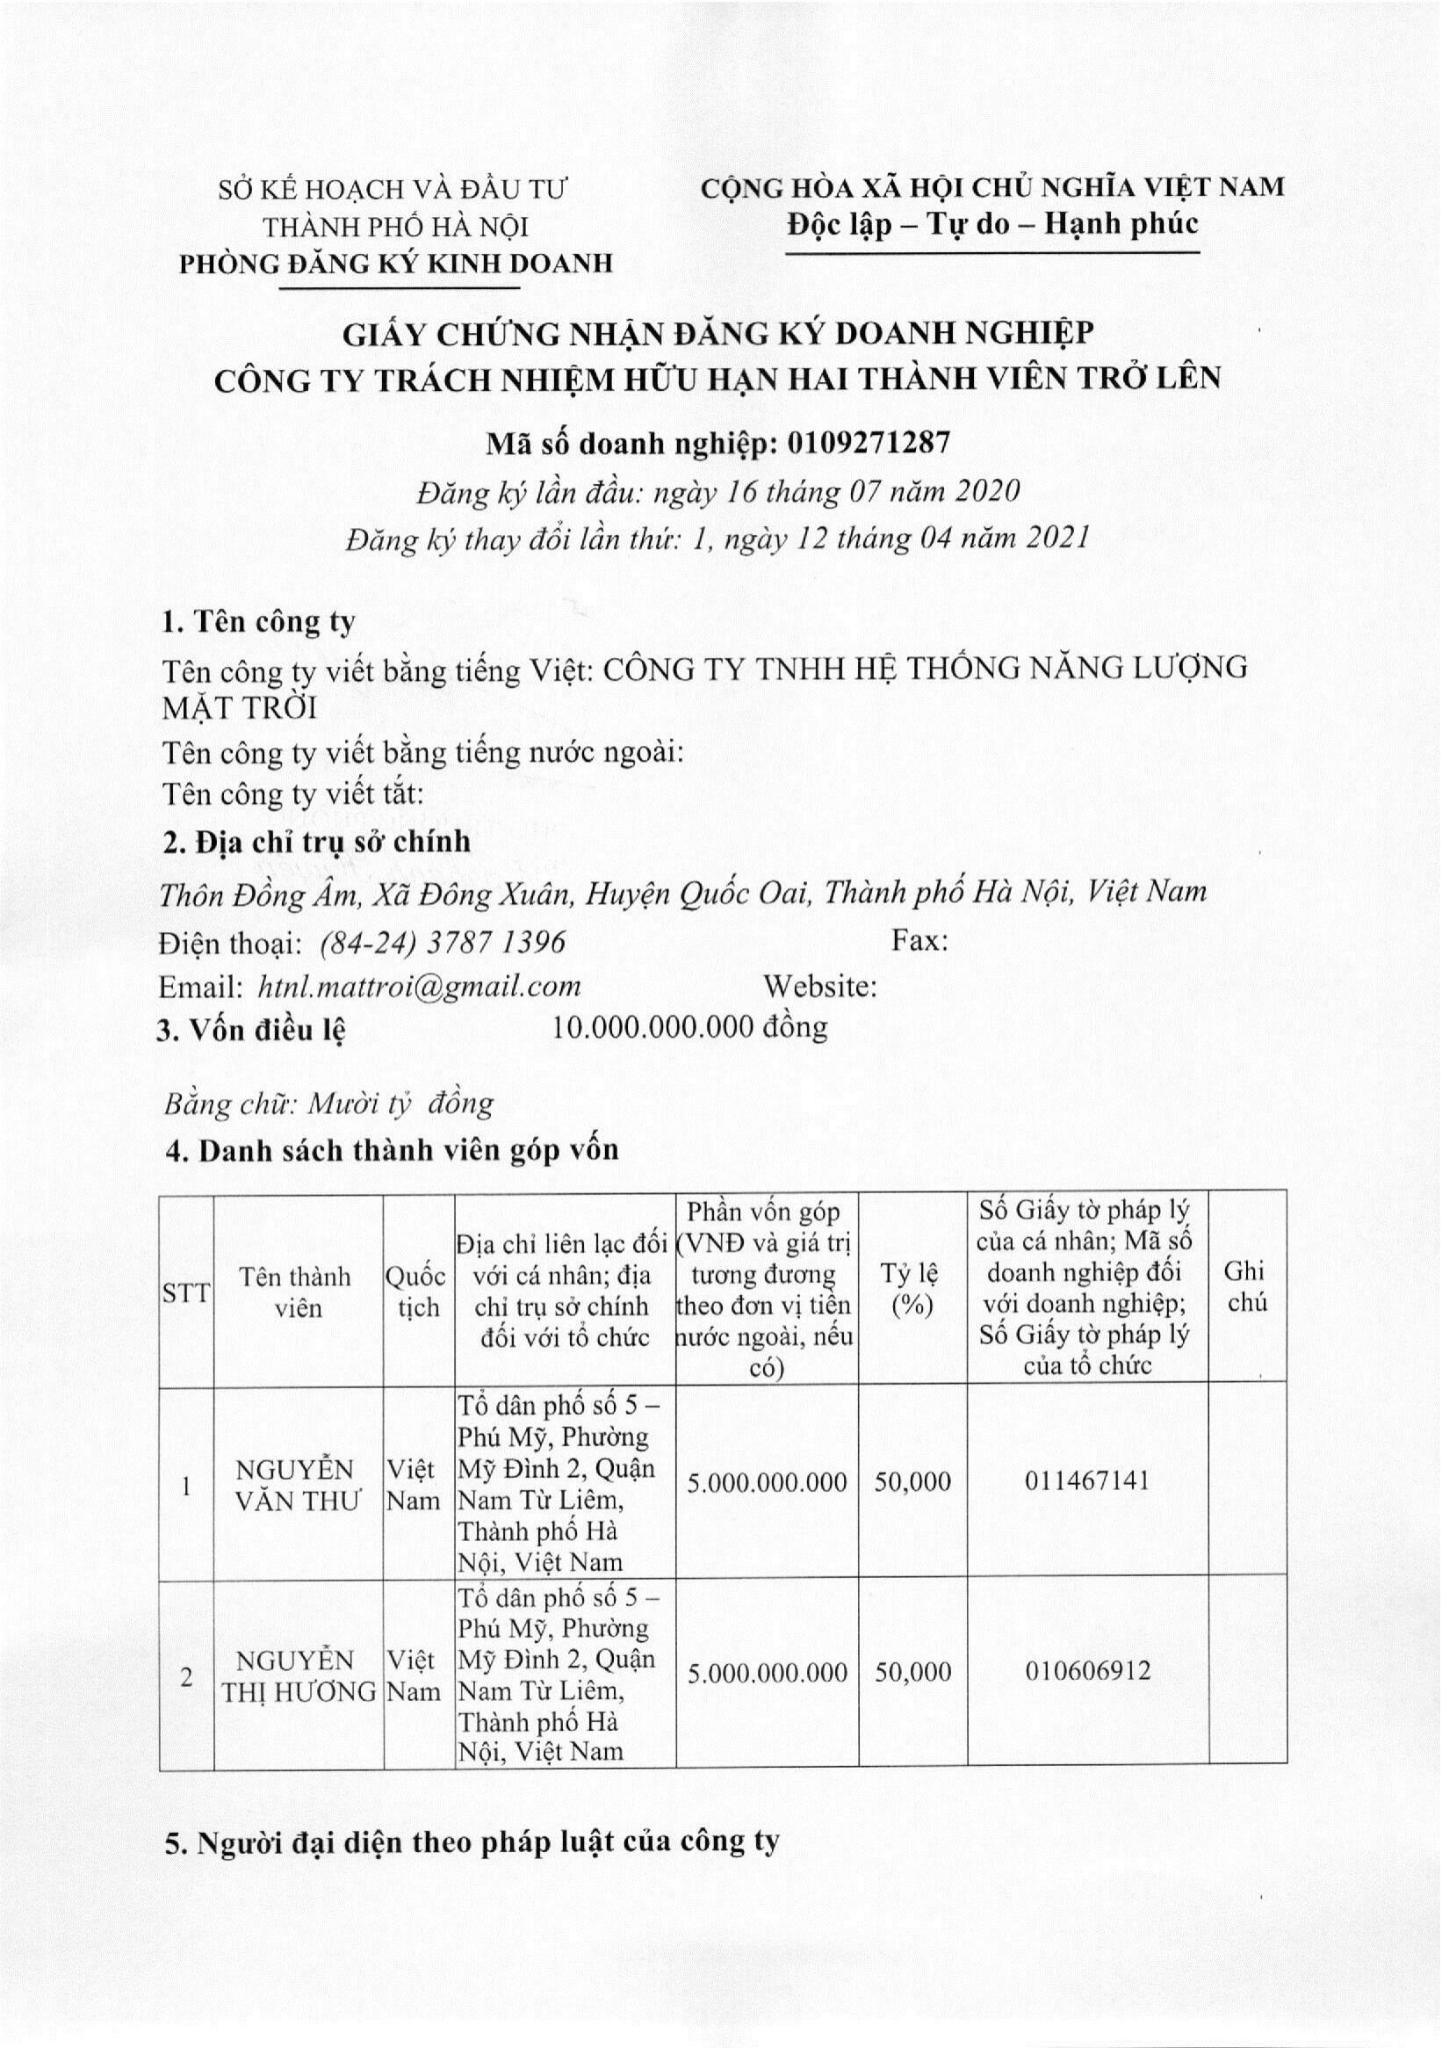 SỞ KẾ HOẠCH VÀ ĐẦU TƯ
THÀNH PHỐ HÀ NỘI
PHÒNG ĐĂNG KÝ KINH DOANH
CỘNG HÒA XÃ HỘI CHỦ NGHĨA VIỆT NAM
Độc lập – Tự do – Hạnh phúc
GIẤY CHỨNG NHẬN ĐĂNG KÝ DOANH NGHIỆP
CÔNG TY TRÁCH NHIỆM HỮU HẠN HAI THÀNH VIÊN TRỞ LÊN
Mã số doanh nghiệp: 0109271287
Đăng ký lần đầu: ngày 16 tháng 07 năm 2020
Đăng ký thay đổi lần thứ: 1, ngày 12 tháng 04 năm 2021
1. Tên công ty
Tên công ty viết bằng tiếng Việt: CÔNG TY TNHH HỆ THỐNG NĂNG LƯỢNG
MẶT TRỜI
Tên công ty viết bằng tiếng nước ngoài:
Tên công ty viết tắt:
2. Địa chỉ trụ sở chính
Thôn Đồng Âm, Xã Đông Xuân, Huyện Quốc Oai, Thành phố Hà Nội, Việt Nam
Điện thoại: (84-24) 3787 1396 Fax:
Email: htnl.mattroi@gmail.com Website:
3. Vốn điều lệ 10.000.000.000 đồng
Bằng chữ: Mười tỷ đồng
4. Danh sách thành viên góp vốn
STT
Tên thành
viên
Quốc
tịch
Địa chỉ liên lạc đối
với cá nhân; địa
chỉ trụ sở chính
đối với tổ chức
Phần vốn góp
(VNĐ và giá trị
tương đương
theo đơn vị tiền
nước ngoài, nếu
có)
Tỷ lệ
(%)
Số Giấy tờ pháp lý
của cá nhân; Mã số
doanh nghiệp đối
với doanh nghiệp;
Số Giấy tờ pháp lý
của tổ chức
Ghi
chú
1
NGUYỄN
VĂN THƯ
Việt
Nam
Tổ dân phố số 5 –
Phú Mỹ, Phường
Mỹ Đình 2, Quận
Nam Từ Liêm,
Thành phố Hà
Nội, Việt Nam
5.000.000.000
50,000
011467141
2
NGUYỄN
THỊ HƯƠNG
Việt
Nam
Tổ dân phố số 5 –
Phú Mỹ, Phường
Mỹ Đình 2, Quận
Nam Từ Liêm,
Thành phố Hà
Nội, Việt Nam
5.000.000.000
50,000
010606912
5. Người đại diện theo pháp luật của công ty